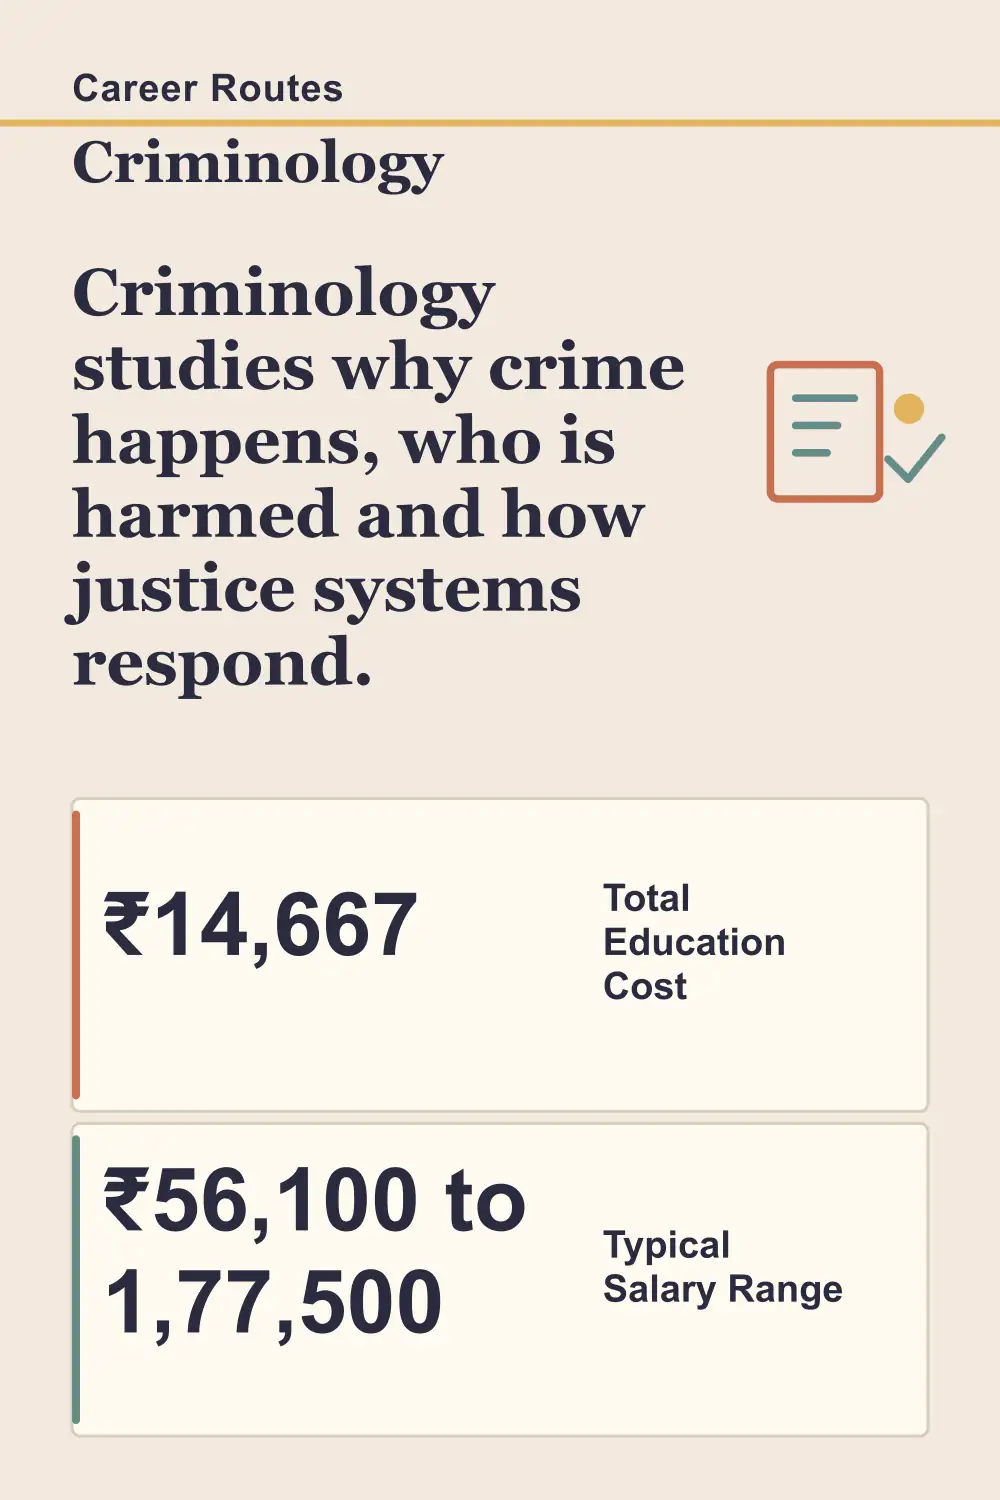 Career Routes
Criminology
Criminology
studies why crime
happens, who is
harmed and how
justice systems
respond.
₹14,667
Total
Education
Cost
₹56,100 to
1,77,500
Typical
Salary Range